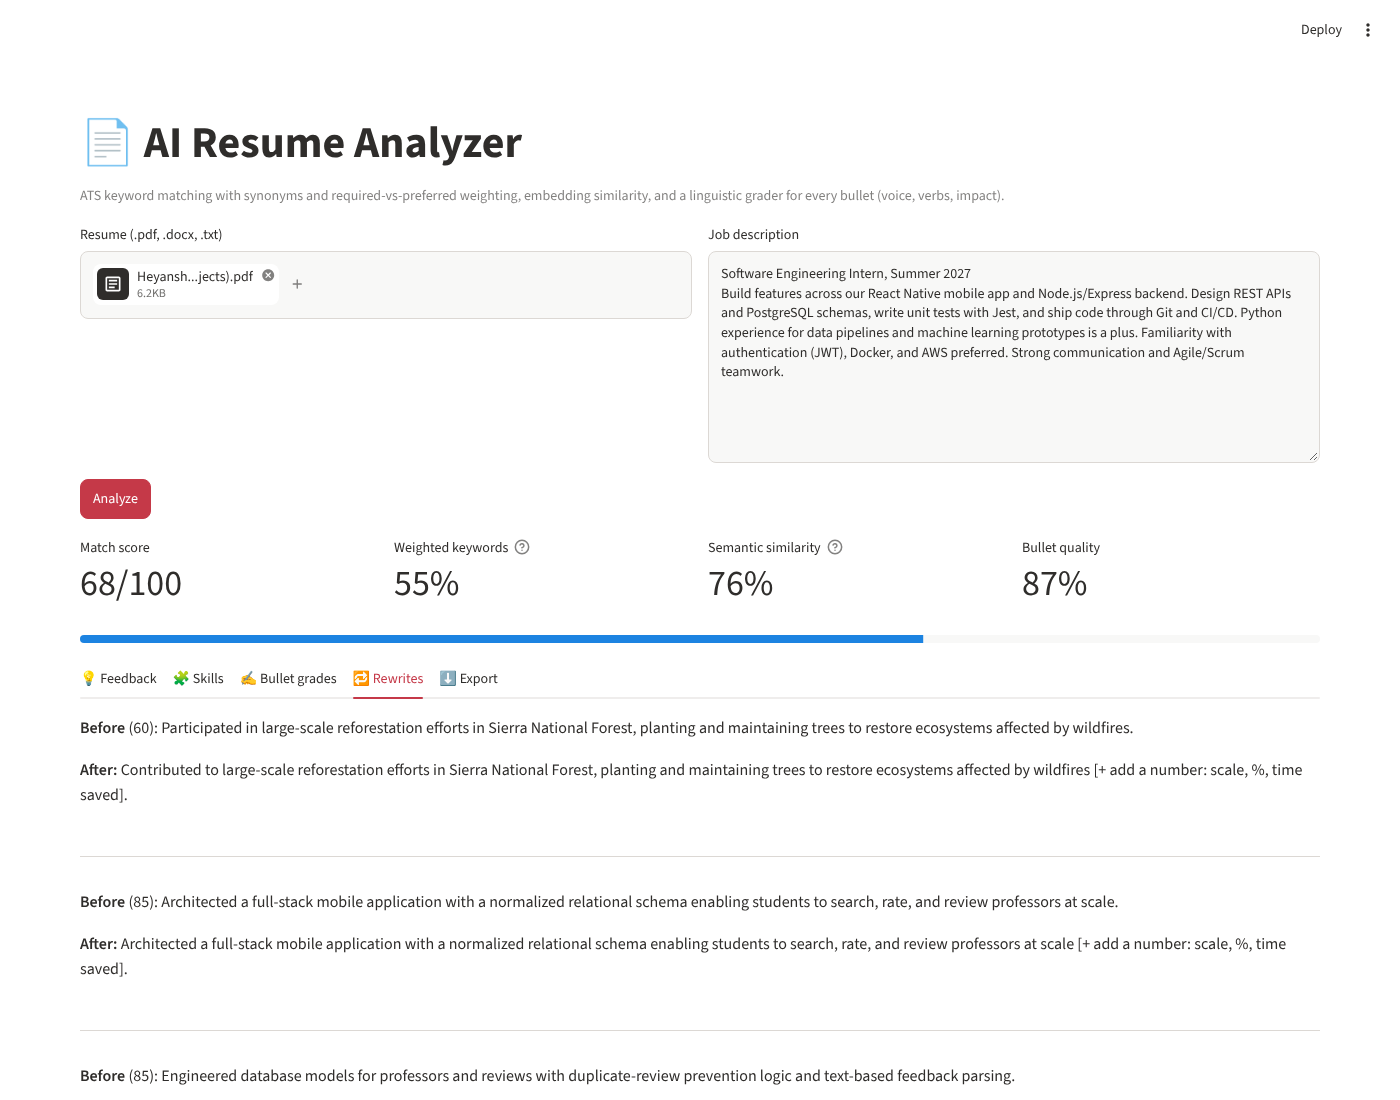 Deploy
AI Resume Analyzer
ATS keyword matching with synonyms and required-vs-preferred weighting, embedding similarity, and a linguistic grader for every bullet (voice, verbs, impact).
Resume (.pdf, .docx, .txt)
Heyansh...jects).pdf
6.2KB
Job description
Software Engineering Intern, Summer 2027
Build features across our React Native mobile app and Node.js/Express backend. Design REST APIs
and PostgreSQL schemas, write unit tests with Jest, and ship code through Git and CI/CD. Python
experience for data pipelines and machine learning prototypes is a plus. Familiarity with
authentication (JWT), Docker, and AWS preferred. Strong communication and Agile/Scrum
teamwork.
Analyze
Match score
68/100
Weighted keywords
55%
Semantic similarity
76%
Bullet quality
87%
Feedback
Skills
Bullet grades
Rewrites
Export
Before (60): Participated in large-scale reforestation efforts in Sierra National Forest, planting and maintaining trees to restore ecosystems affected by wildfires.
After: Contributed to large-scale reforestation efforts in Sierra National Forest, planting and maintaining trees to restore ecosystems affected by wildfires [+ add a number: scale, %, time
saved].
Before (85): Architected a full-stack mobile application with a normalized relational schema enabling students to search, rate, and review professors at scale.
After: Architected a full-stack mobile application with a normalized relational schema enabling students to search, rate, and review professors at scale [+ add a number: scale, %, time
saved].
Before (85): Engineered database models for professors and reviews with duplicate-review prevention logic and text-based feedback parsing.